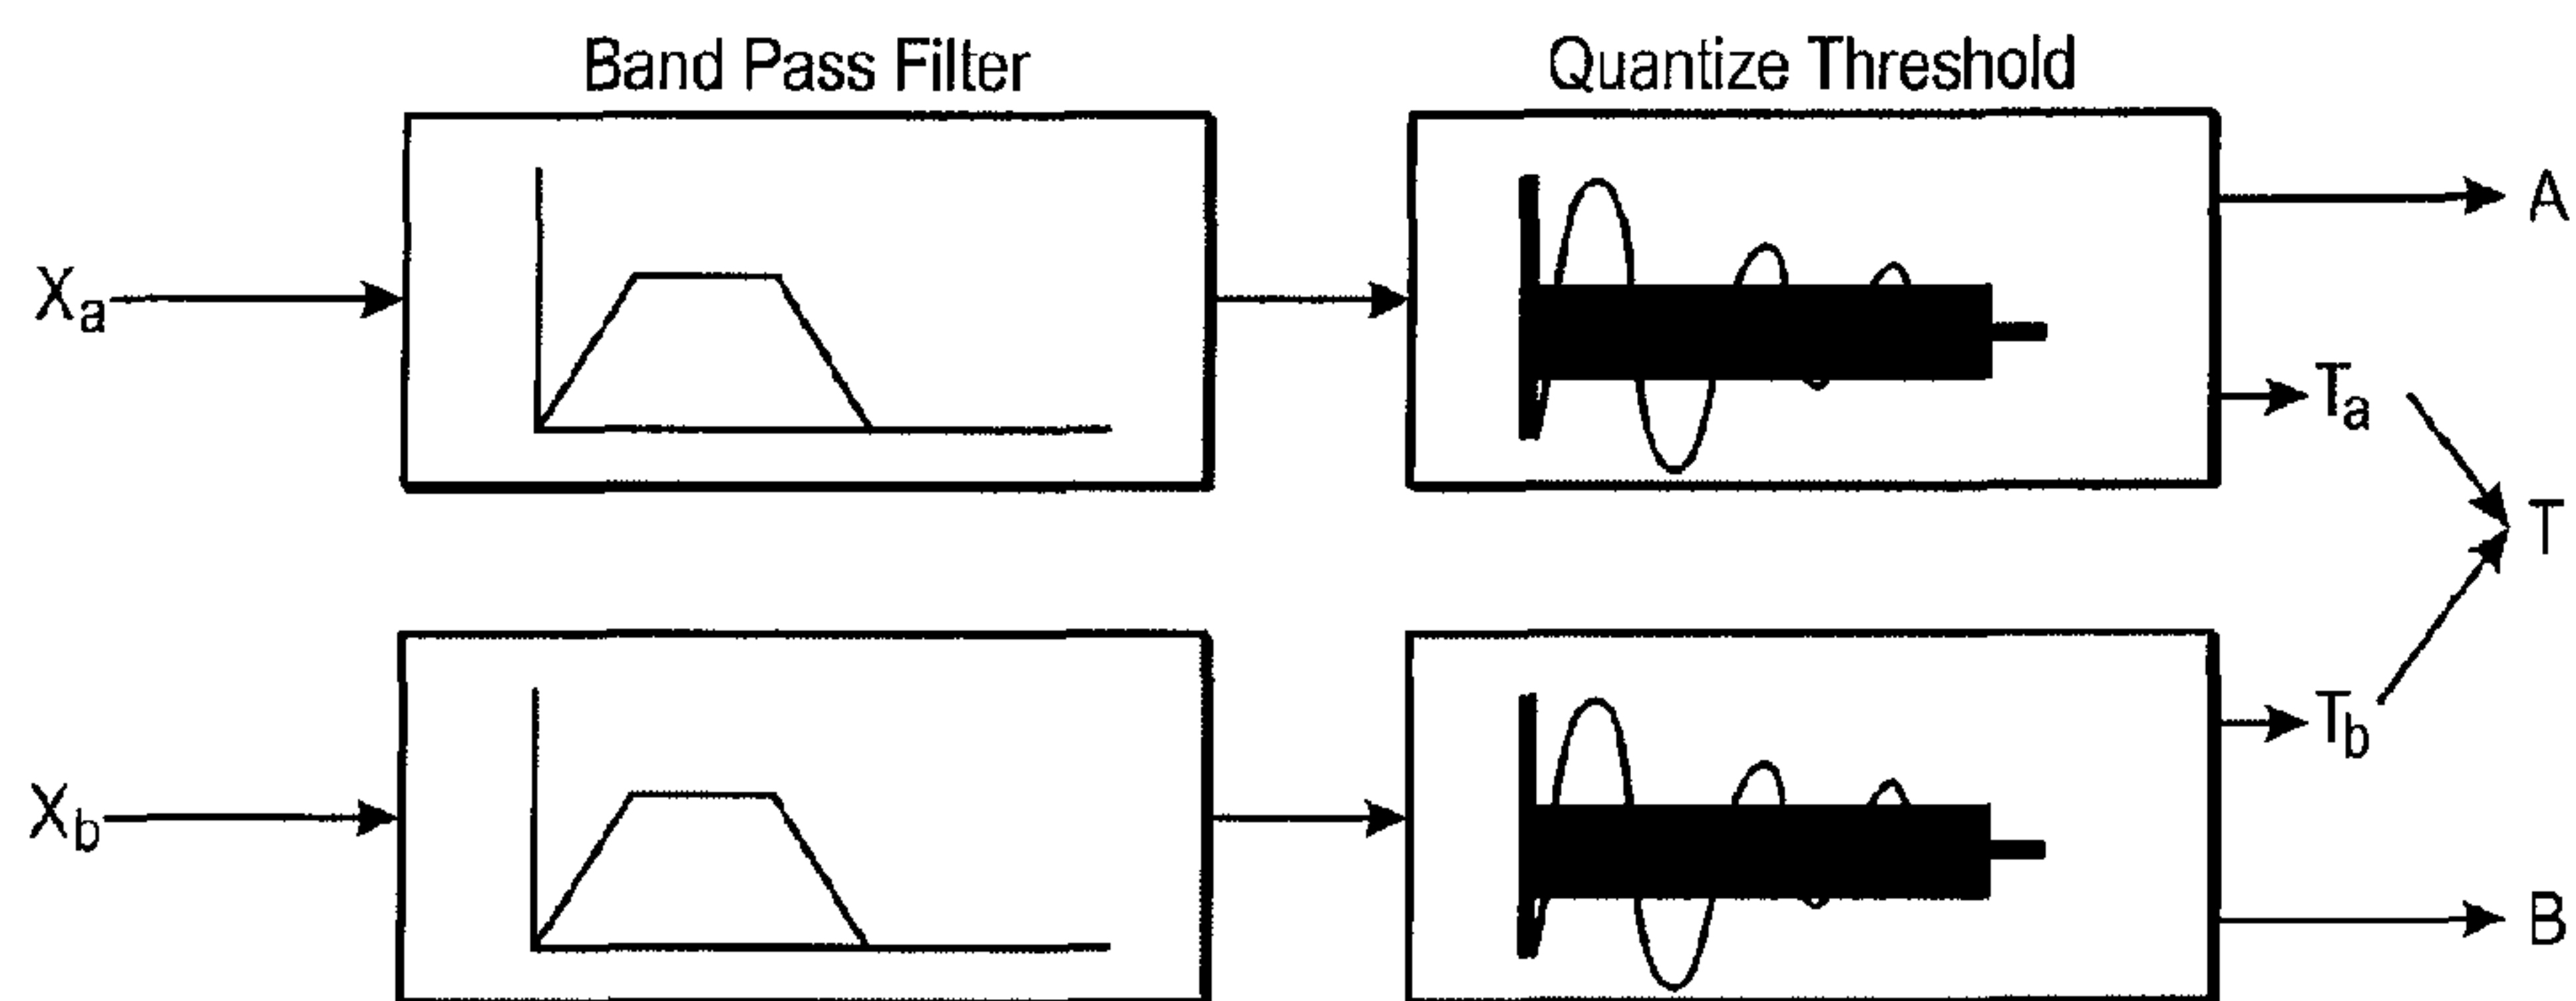 Band Pass Filter
Quantize Threshold
Xa
A
Ta
T
Tb
Xb
B